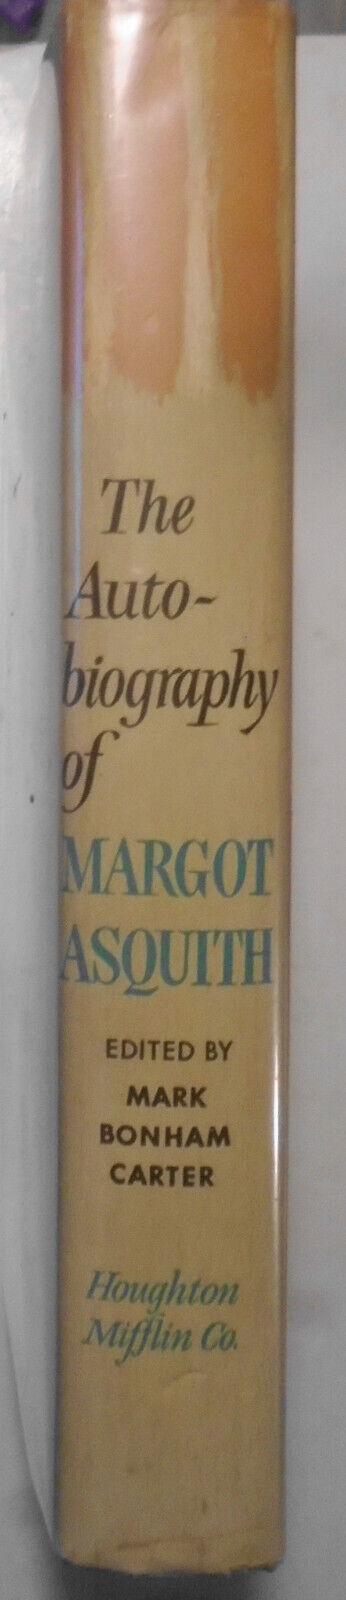 The
Auto-
biography
of
MARGOT
ASQUITH
EDITED BY
MARK
BONHAM
CARTER
Houghton
Mifflin Co.